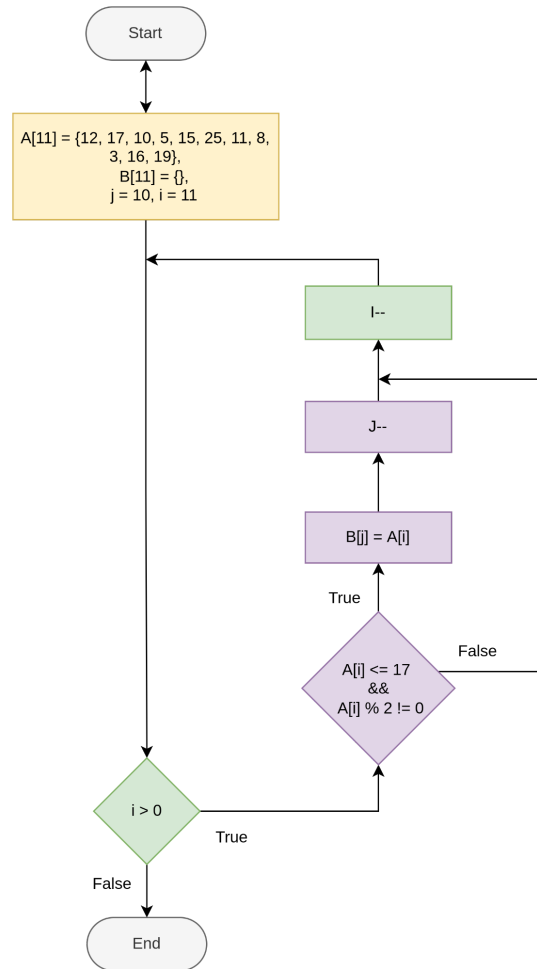 Start
A[11] = {12, 17, 10, 5, 15, 25, 11, 8,
3, 16, 19},
B[11] = {},
j = 10, i = 11
I--
J--
B[j] = A[i]
True
A[i] <= 17
&&
A[i] % 2 != 0
False
i > 0
True
False
End